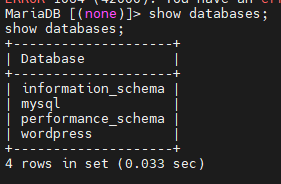 ERROR 1064 (42000): You have an er
MariaDB [(none)]> show databases;
show databases;
+--------------------+
| Database           |
+--------------------+
| information_schema |
| mysql              |
| performance_schema |
| wordpress          |
+--------------------+
4 rows in set (0.033 sec)